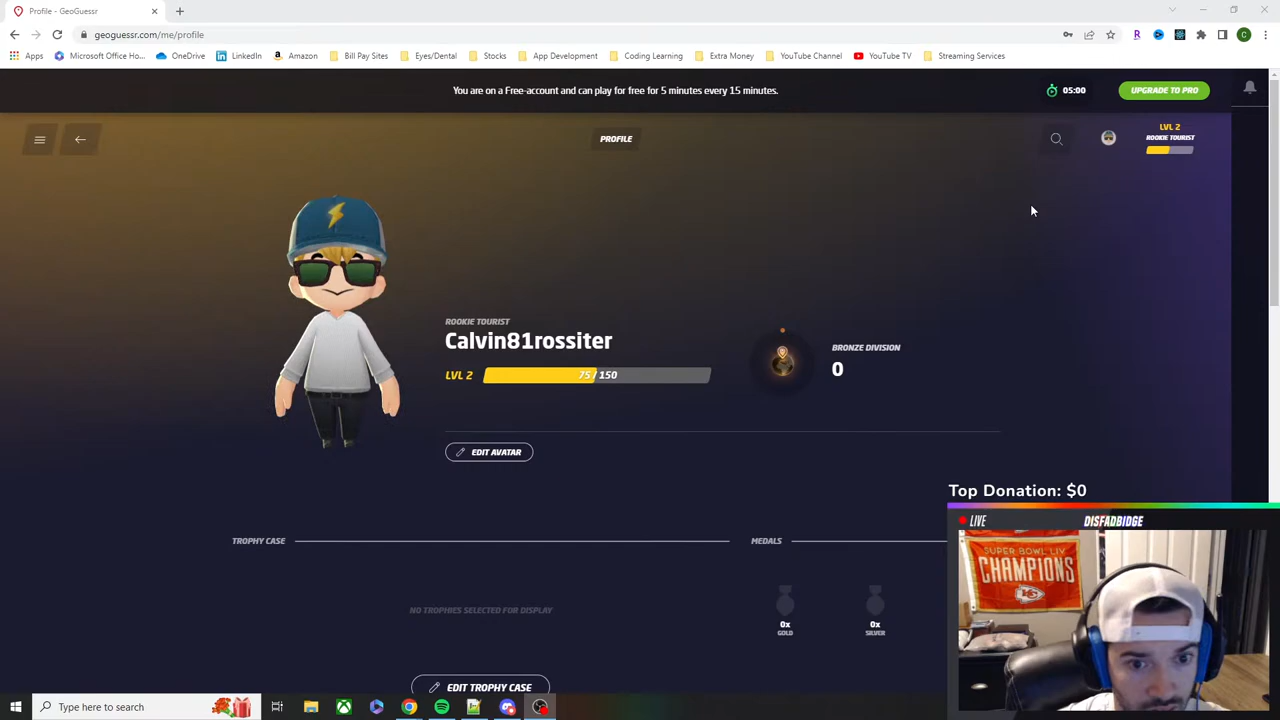 Profile - GeoGuessr
geoguessr.com/me/profile
Apps
Microsoft Office Ho...
OneDrive
LinkedIn
Amazon
Bill Pay Sites
Eyes/Dental
Stocks
App Development
Coding Learning
Extra Money
YouTube Channel
YouTube TV
Streaming Services
You are on a Free-account and can play for free for 5 minutes every 15 minutes.
05:00
UPGRADE TO PRO
PROFILE
LVL 2
ROOKIE TOURIST
ROOKIE TOURIST
Calvin81rossiter
LVL 2
75 / 150
BRONZE DIVISION
0
EDIT AVATAR
Top Donation: $0
LIVE
DISFADBIDGE
SUPER BOWL LIV
CHAMPIONS
KC
TROPHY CASE
MEDALS
NO TROPHIES SELECTED FOR DISPLAY
0x
GOLD
0x
SILVER
EDIT TROPHY CASE
Type here to search